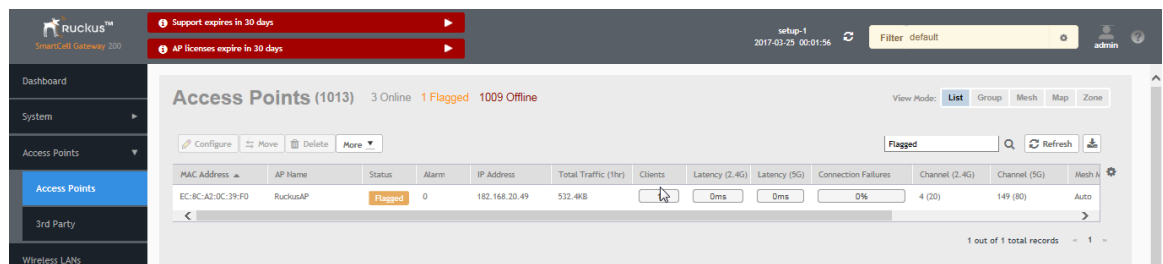 Ruckus™
SmartCell Gateway 200
Support expires in 30 days
AP licenses expire in 30 days
setup-1
2017-03-25 00:01:56
Filter default
admin
Dashboard
System
Access Points
Access Points
3rd Party
Wireless LANs
Access Points (1013) 3 Online 1 Flagged 1009 Offline
View Mode: List Group Mesh Map Zone
Configure Move Delete More
Flagged
Refresh
MAC Address AP Name Status Alarm IP Address Total Traffic (1hr) Clients Latency (2.4G) Latency (5G) Connection Failures Channel (2.4G) Channel (5G) Mesh
EC:8C:A2:0C:39:F0 RuckusAP Flagged 0 182.168.20.49 532.4KB 0ms 0ms 0% 4 (20) 149 (80) Auto
1 out of 1 total records « 1 »